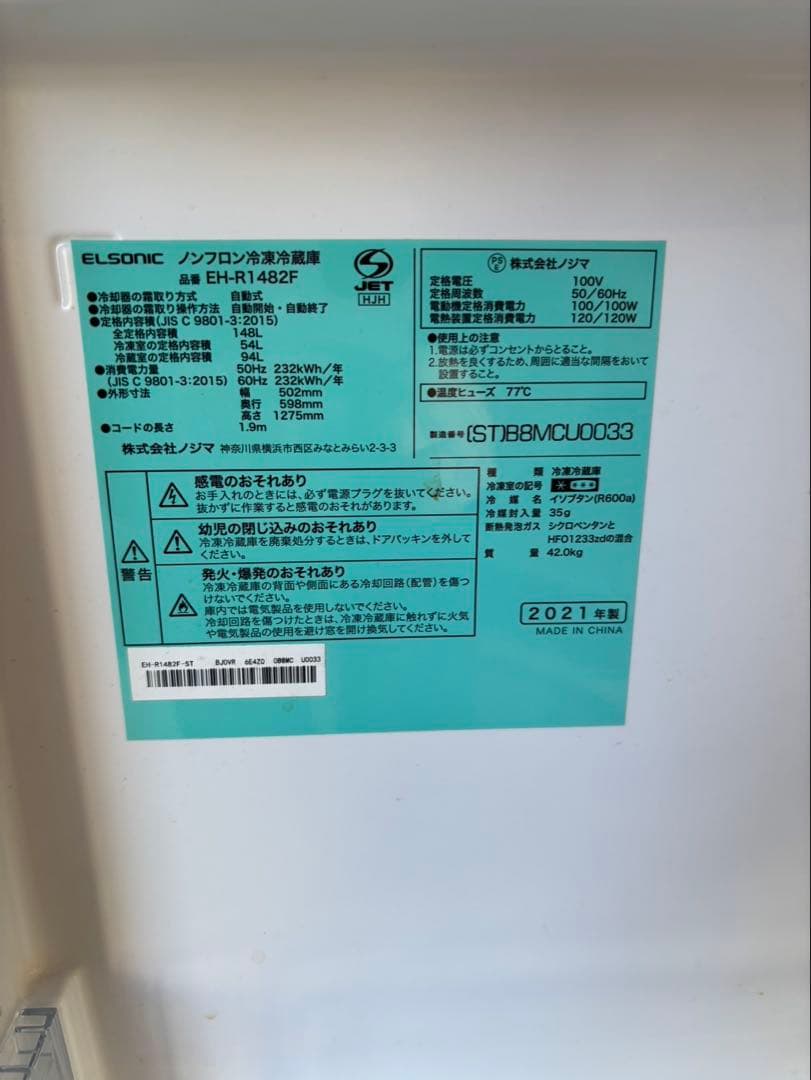 ELSONIC ノンフロン冷凍冷蔵庫
品番 EH-R1482F
JET
HJH
●冷却器の霜取り方式 自動式
●冷却器の霜取り操作方法 自動開始・自動終了
●定格内容積(JIS C 9801-3:2015)
全定格内容積 148L
冷凍室の定格内容積 54L
冷蔵室の定格内容積 94L
●消費電力量 50Hz 232kWh/年
(JIS C 9801-3:2015) 60Hz 232kWh/年
●外形寸法 幅 502mm
奥行 598mm
高さ 1275mm
●コードの長さ 1.9m
株式会社ノジマ 神奈川県横浜市西区みなとみらい2-3-3
PSE 株式会社ノジマ
定格電圧 100V
定格周波数 50/60Hz
電動機定格消費電力 100/100W
電熱装置定格消費電力 120/120W
●使用上の注意
1.電源は必ずコンセントからとること。
2.放熱を良くするため、周囲に適当な間隔をおいて
設置すること。
●温度ヒューズ 77℃
製造番号 (ST)B8MCU0033
警告
感電のおそれあり
お手入れのときには、必ず電源プラグを抜いてください。
抜かずに作業すると感電のおそれがあります。
幼児の閉じ込みのおそれあり
冷凍冷蔵庫を廃棄処分するときは、ドアパッキンを外して
ください。
発火・爆発のおそれあり
冷凍冷蔵庫の背面や側面にある冷却回路(配管)を傷つ
けないでください。
庫内では電気製品を使用しないでください。
冷却回路を傷つけたときは、冷凍冷蔵庫に触れずに火気
や電気製品の使用を避け窓を開け換気してください。
種類 冷凍冷蔵庫
冷凍室の記号
冷媒名 イソブタン(R600a)
冷媒封入量 35g
断熱発泡ガス シクロペンタンと
HFO1233zdの混合
質量 42.0kg
2021年製
MADE IN CHINA
EH-R1482F-ST BJ0VR 6E4Z0 0B8MC U0033